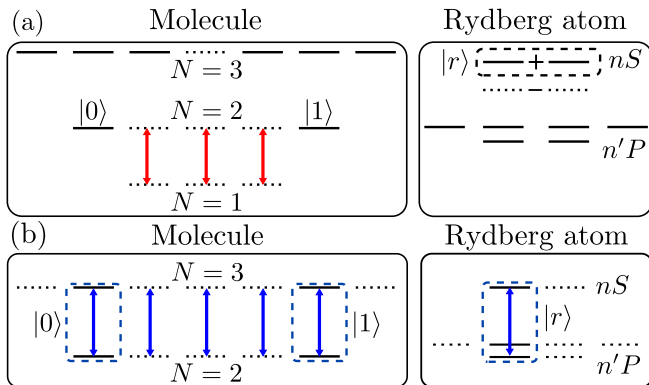 (a) Molecule Rydberg atom
N = 3
|r⟩ + nS
−
|0⟩ N = 2 |1⟩
n′P
N = 1
(b) Molecule Rydberg atom
N = 3 nS
|0⟩ |1⟩ |r⟩
N = 2 n′P